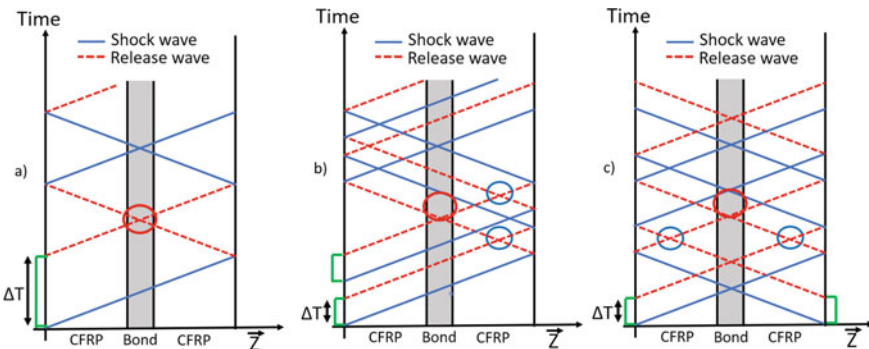 Time
Shock wave
Release wave
a)
ΔT
CFRP Bond CFRP Z
Time
Shock wave
Release wave
b)
ΔT
CFRP Bond CFRP Z
Time
Shock wave
Release wave
c)
ΔT
CFRP Bond CFRP Z